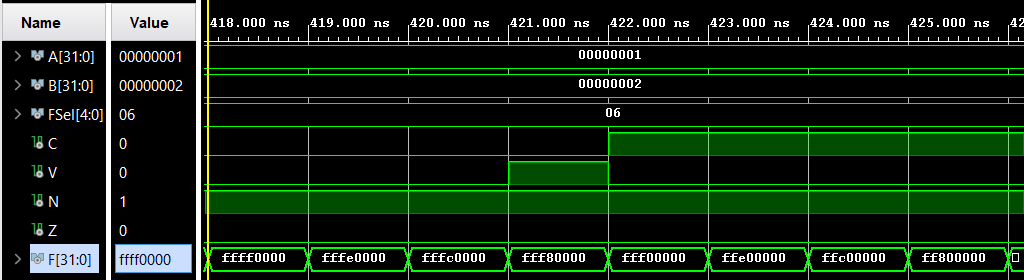 Name Value
418.000 ns 419.000 ns 420.000 ns 421.000 ns 422.000 ns 423.000 ns 424.000 ns 425.000 ns
A[31:0] 00000001 00000001
B[31:0] 00000002 00000002
FSel[4:0] 06 06
C 0
V 0
N 1
Z 0
F[31:0] ffff0000 ffff0000 fffe0000 fffc0000 fff80000 fff00000 ffe00000 ffc00000 ff800000